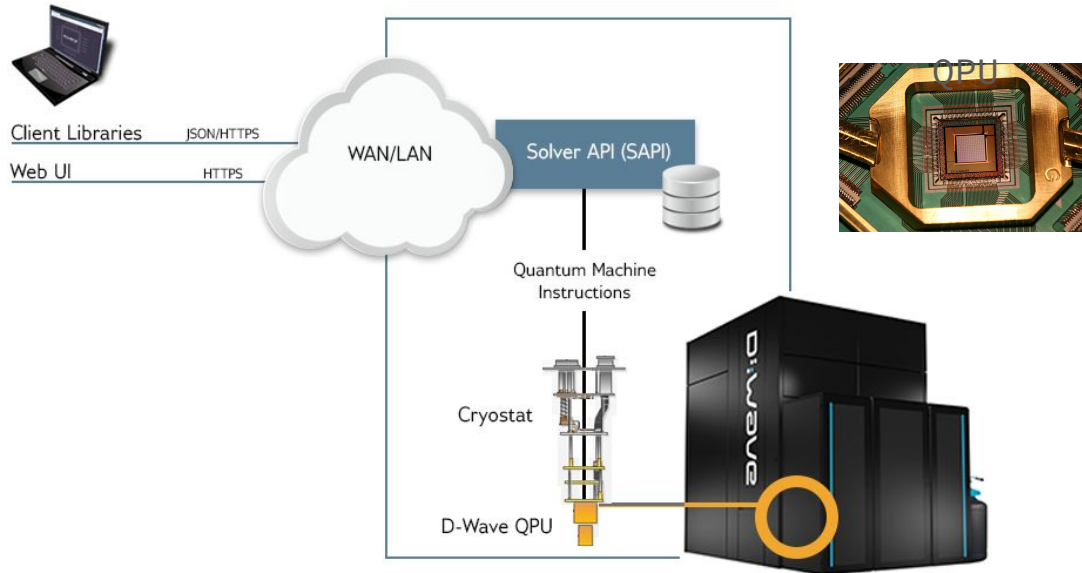 QPU
Client Libraries
JSON/HTTPS
Web UI
HTTPS
WAN/LAN
Solver API (SAPI)
Quantum Machine
Instructions
Cryostat
D-Wave QPU
D:Wave
G